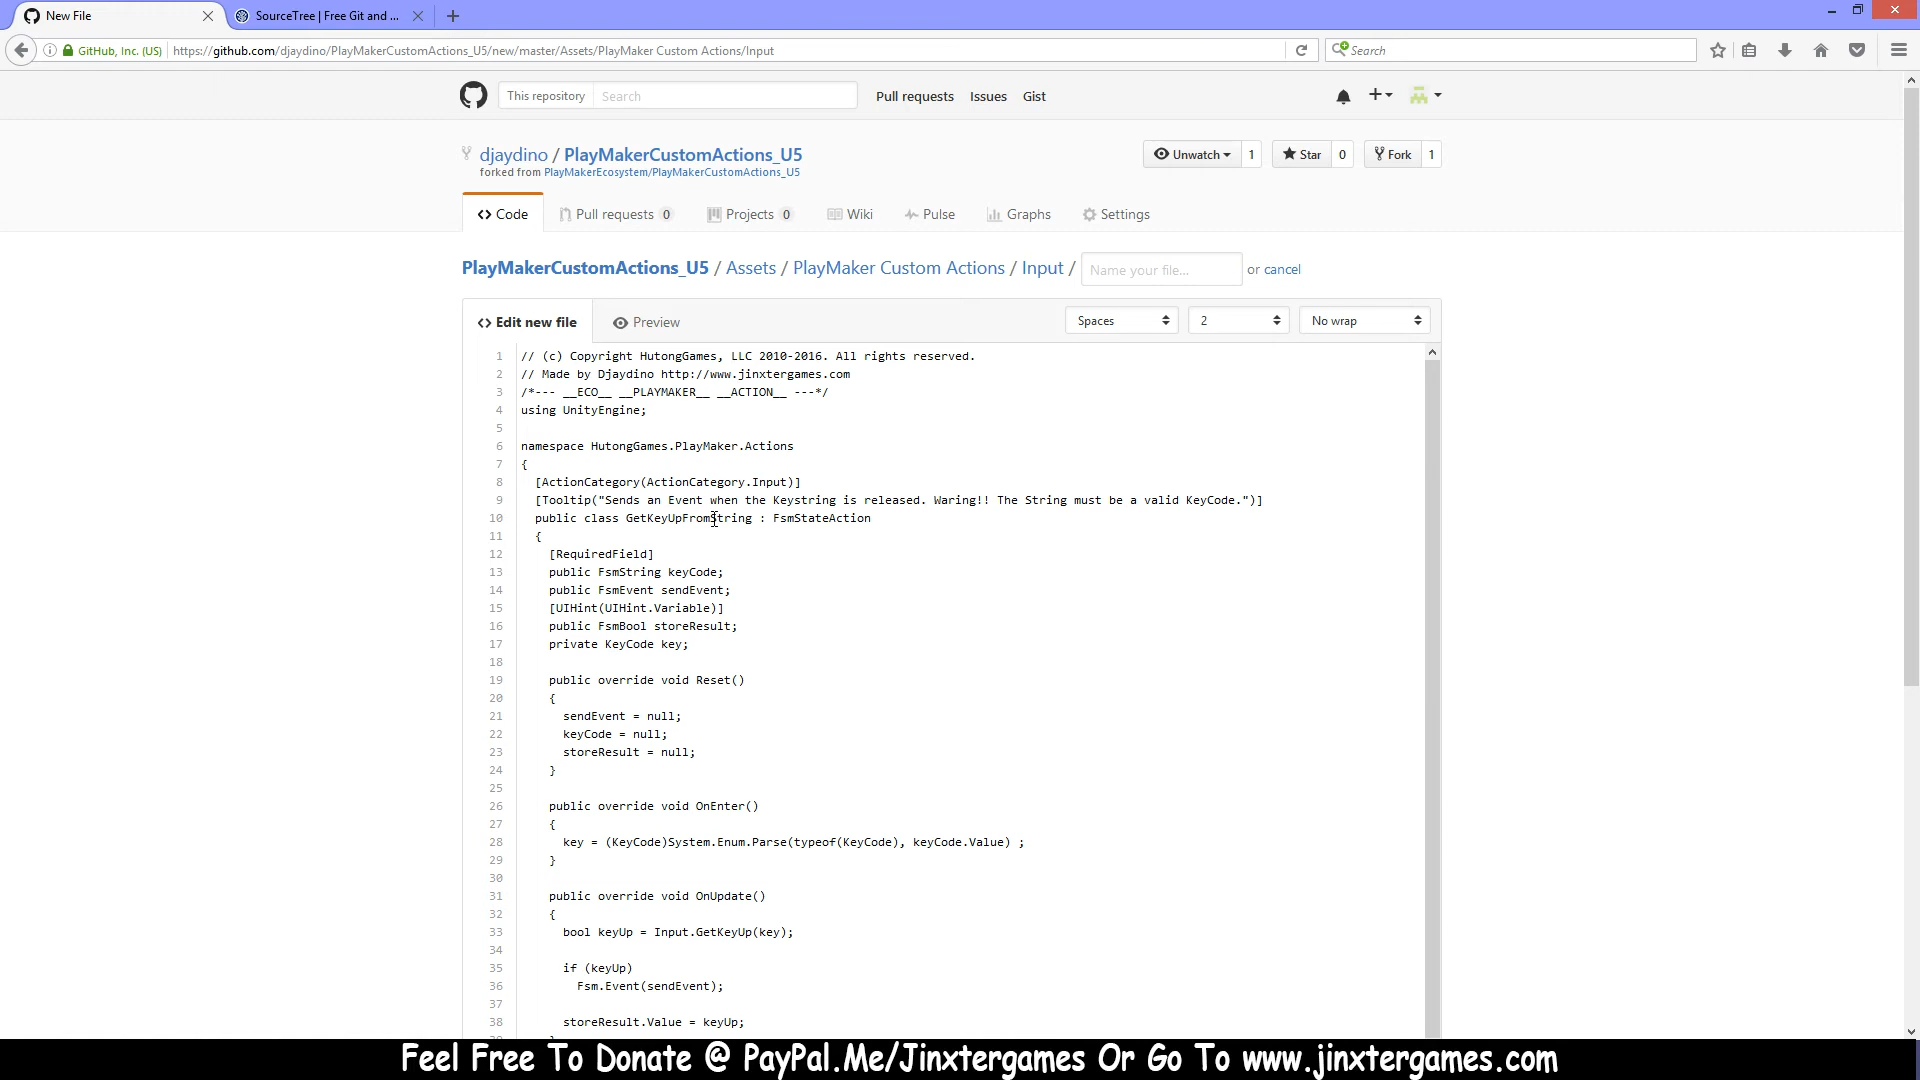 New File
SourceTree | Free Git and ...
GitHub, Inc. (US)
https://github.com/djaydino/PlayMakerCustomActions_U5/new/master/Assets/PlayMaker Custom Actions/Input
Search
This repository
Search
Pull requests
Issues
Gist
djaydino / PlayMakerCustomActions_U5
Unwatch 1
Star 0
Fork 1
forked from PlayMakerEcosystem/PlayMakerCustomActions_U5
Code
Pull requests 0
Projects 0
Wiki
Pulse
Graphs
Settings
PlayMakerCustomActions_U5 / Assets / PlayMaker Custom Actions / Input / Name your file... or cancel
Edit new file
Preview
Spaces
2
No wrap
1 // (c) Copyright HutongGames, LLC 2010-2016. All rights reserved.
2 // Made by Djaydino http://www.jinxtergames.com
3 /*--- __ECO__ __PLAYMAKER__ __ACTION__ ---*/
4 using UnityEngine;
5
6 namespace HutongGames.PlayMaker.Actions
7 {
8 [ActionCategory(ActionCategory.Input)]
9 [Tooltip("Sends an Event when the Keystring is released. Waring!! The String must be a valid KeyCode.")]
10 public class GetKeyUpFromString : FsmStateAction
11 {
12 [RequiredField]
13 public FsmString keyCode;
14 public FsmEvent sendEvent;
15 [UIHint(UIHint.Variable)]
16 public FsmBool storeResult;
17 private KeyCode key;
18
19 public override void Reset()
20 {
21 sendEvent = null;
22 keyCode = null;
23 storeResult = null;
24 }
25
26 public override void OnEnter()
27 {
28 key = (KeyCode)System.Enum.Parse(typeof(KeyCode), keyCode.Value) ;
29 }
30
31 public override void OnUpdate()
32 {
33 bool keyUp = Input.GetKeyUp(key);
34
35 if (keyUp)
36 Fsm.Event(sendEvent);
37
38 storeResult.Value = keyUp;
Feel Free To Donate @ PayPal.Me/Jinxtergames Or Go To www.jinxtergames.com